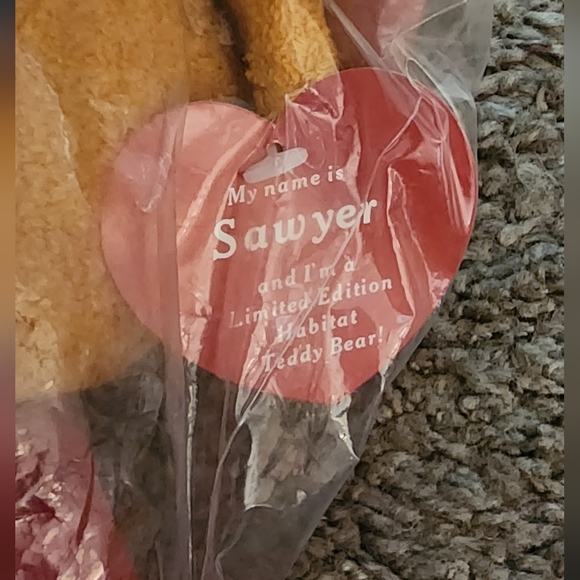 My name is
Sawyer
and I'm a
Limited Edition
Habitat
Teddy Bear!